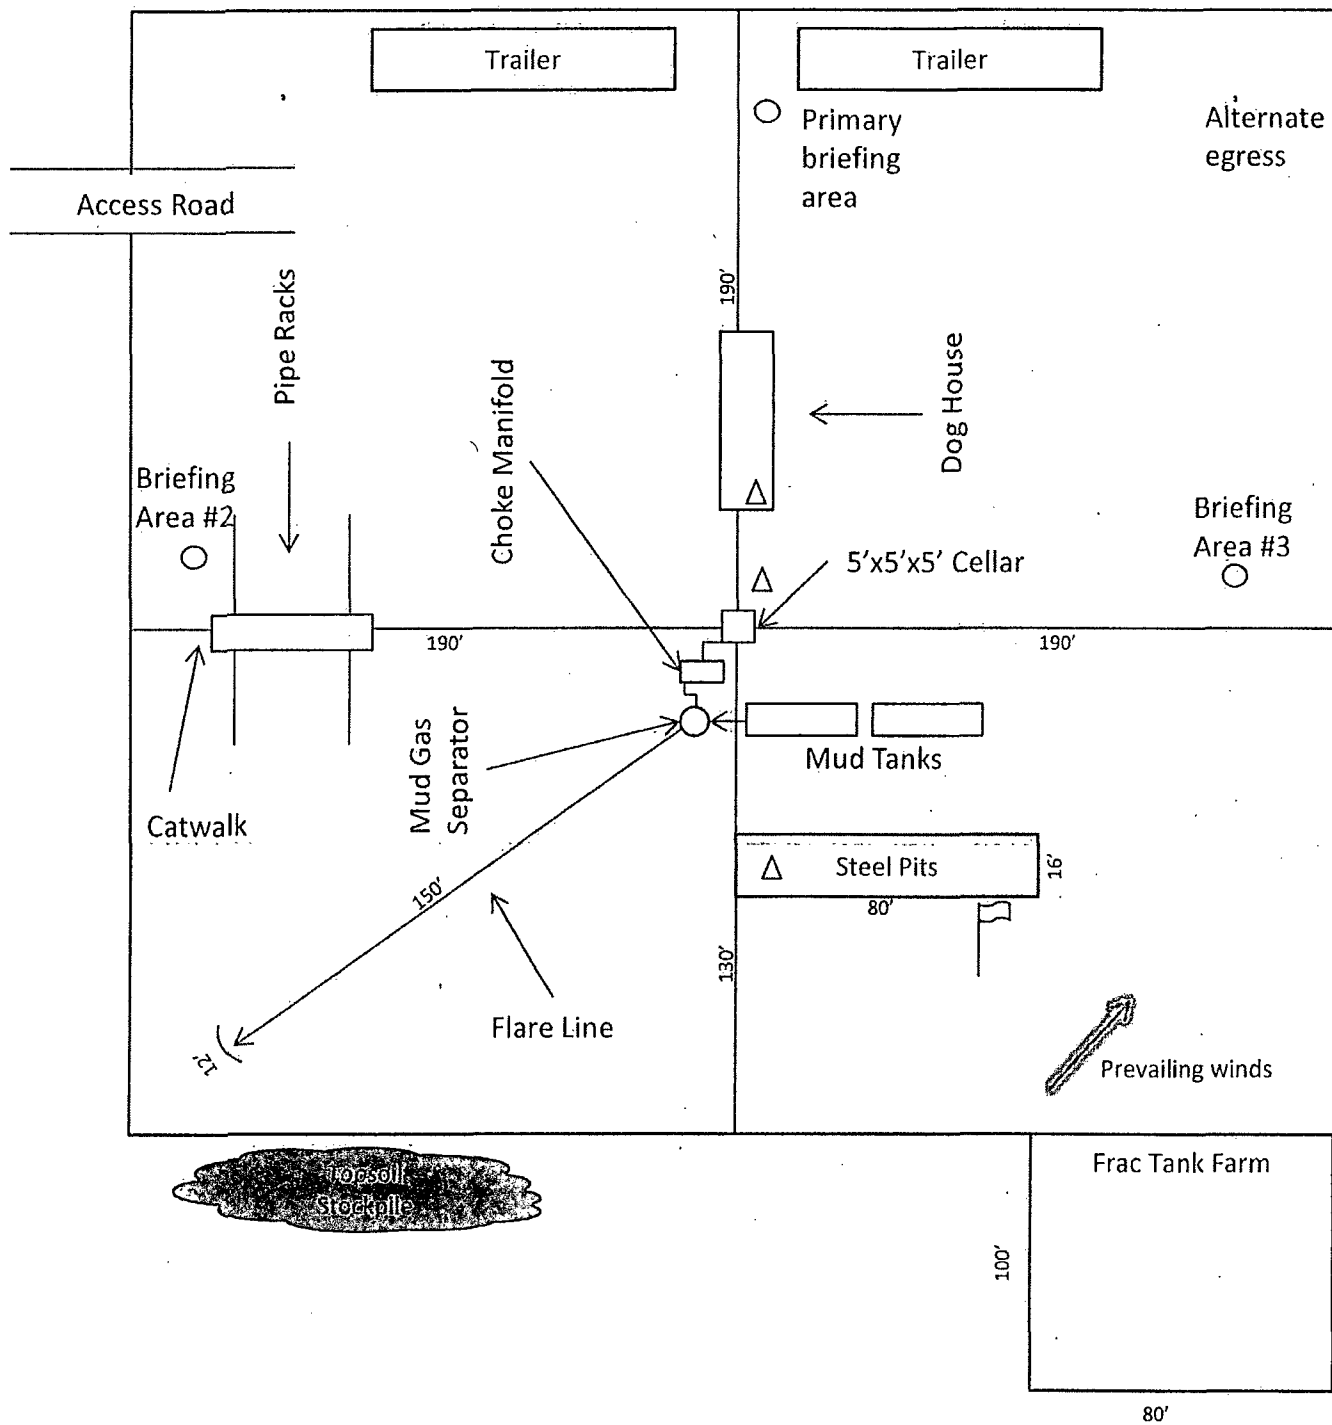 Trailer
Trailer
Primary
briefing
area
Alternate
egress
Access Road
190'
Pipe Racks
Choke Manifold
Dog House
Briefing
Area #2
Briefing
Area #3
5'x5'x5' Cellar
190'
190'
Mud Gas
Separator
Mud Tanks
Catwalk
Steel Pits
16'
80'
150'
130'
Flare Line
12'
Prevailing winds
Topsoil
Stockpile
Frac Tank Farm
100'
80'